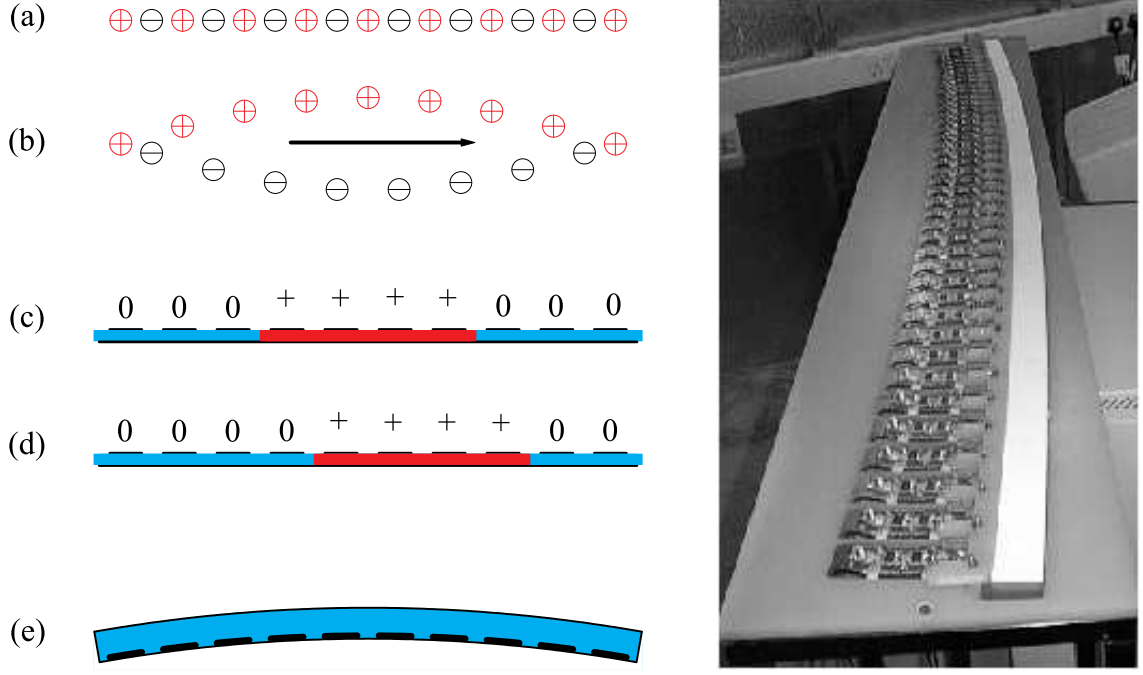 (a) + − + − + − + − + − + − + − + − +
(b) + − + − + − + − + − + − + − + − +
(c) 0 0 0 + + + + 0 0 0
(d) 0 0 0 0 + + + + 0 0
(e)